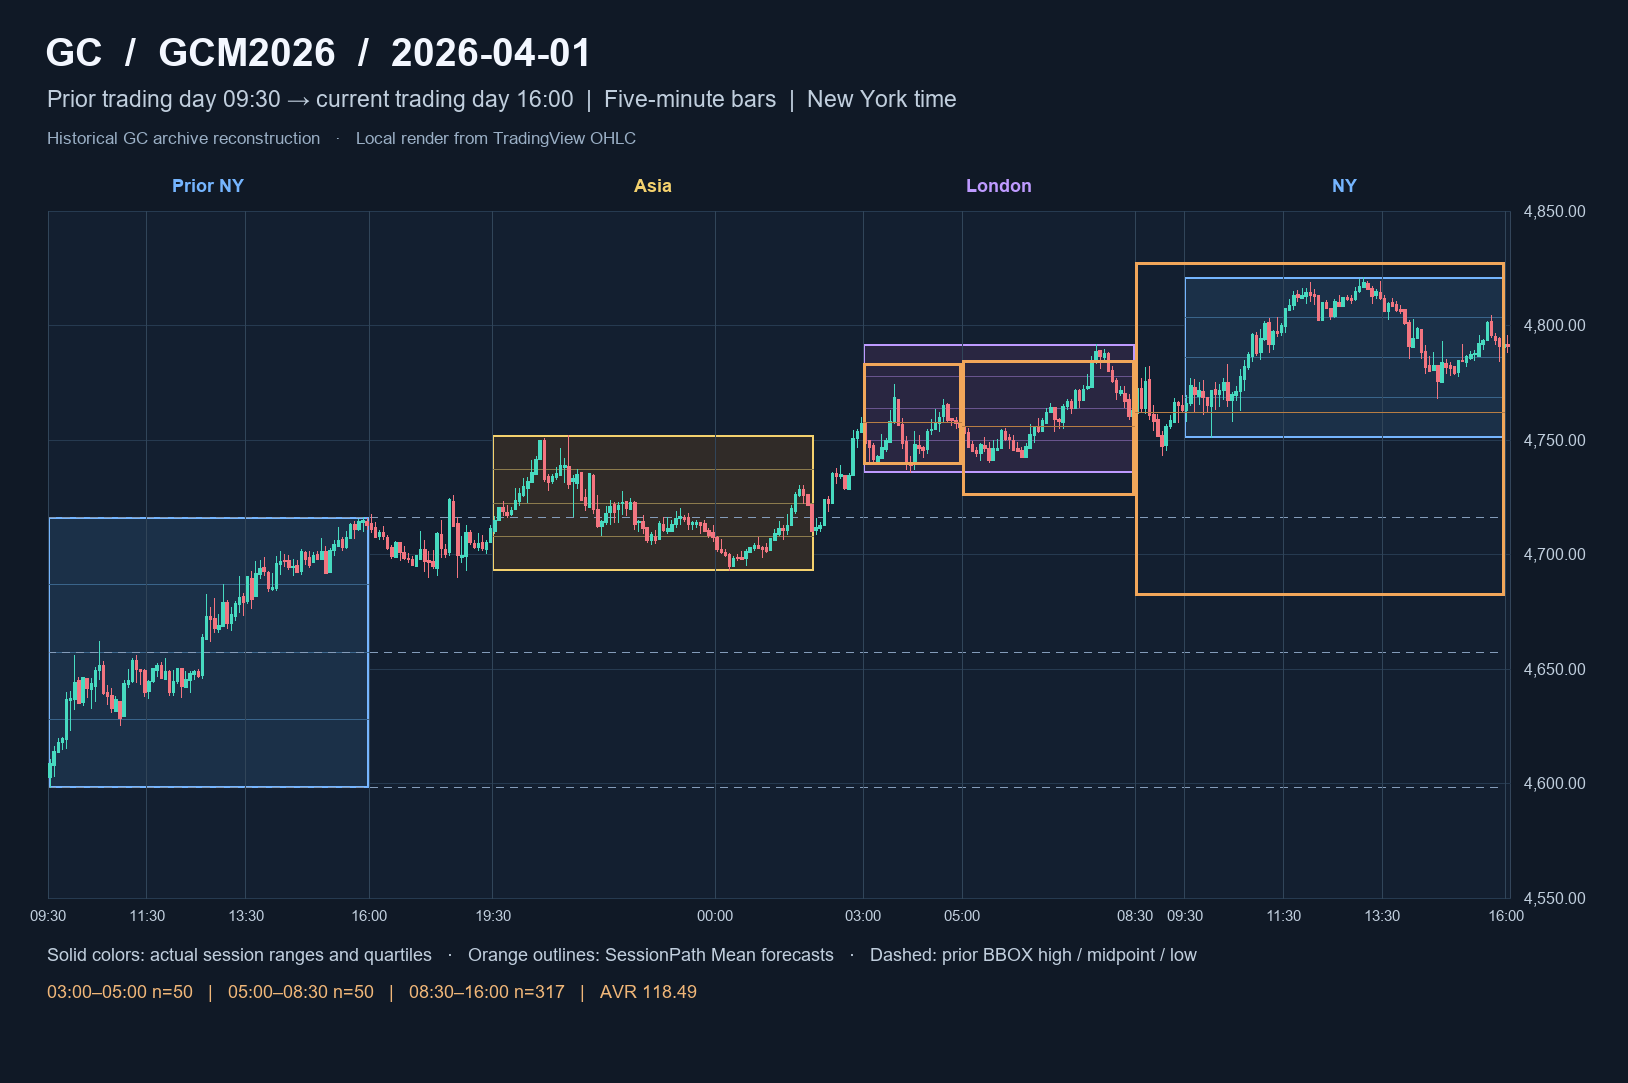 GC / GCM2026 / 2026-04-01
Prior trading day 09:30 → current trading day 16:00 | Five-minute bars | New York time
Historical GC archive reconstruction · Local render from TradingView OHLC
Prior NY Asia London NY
4,850.00
4,800.00
4,750.00
4,700.00
4,650.00
4,600.00
4,550.00
09:30 11:30 13:30 16:00 19:30 00:00 03:00 05:00 08:30 09:30 11:30 13:30 16:00
Solid colors: actual session ranges and quartiles · Orange outlines: SessionPath Mean forecasts · Dashed: prior BBOX high / midpoint / low
03:00–05:00 n=50 | 05:00–08:30 n=50 | 08:30–16:00 n=317 | AVR 118.49